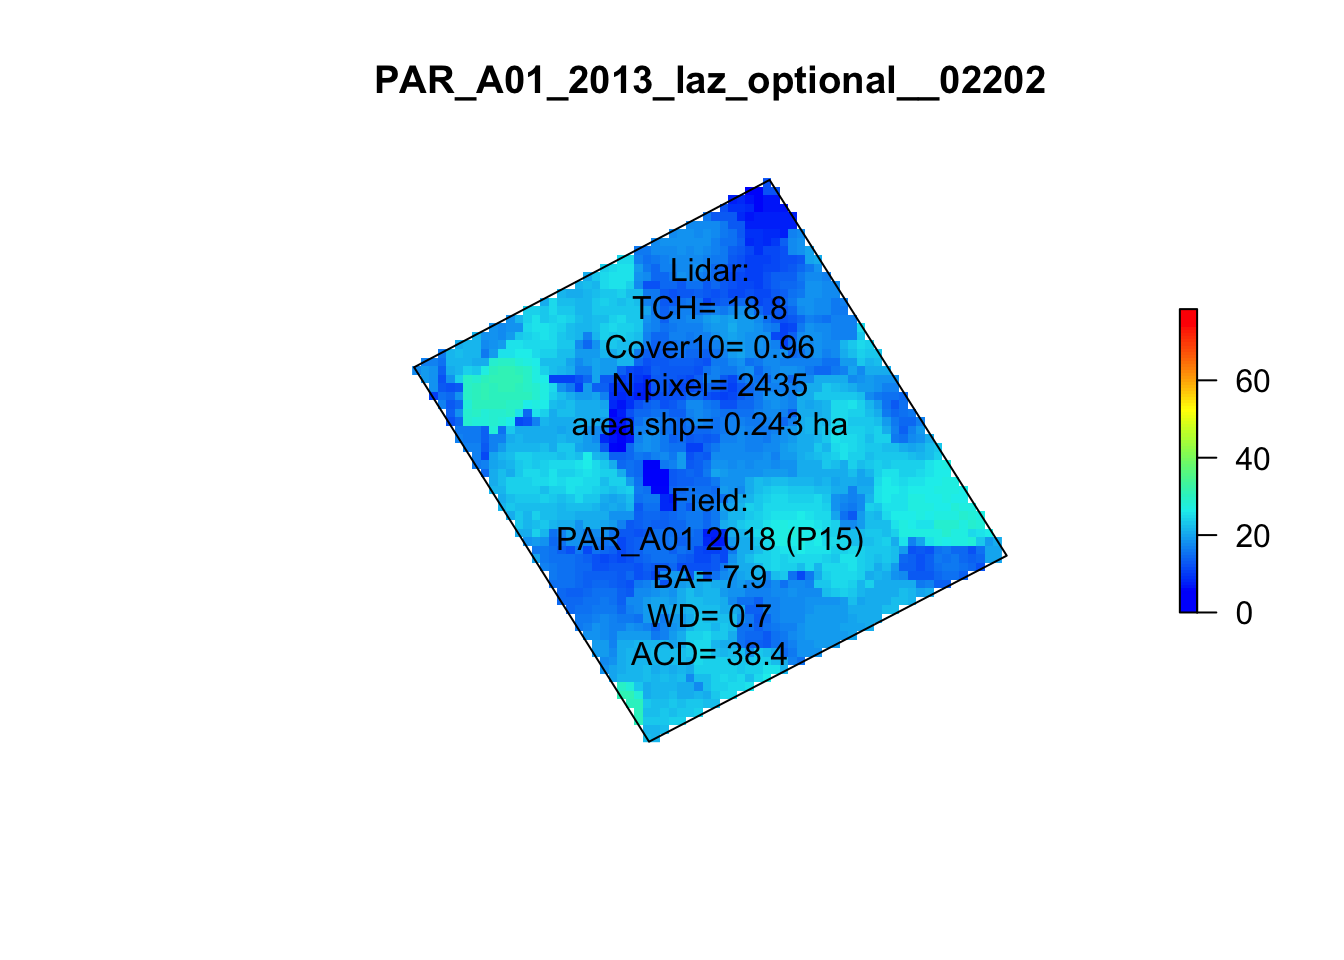 PAR_A01_2013_laz_optional__02202
Lidar:
TCH= 18.8
Cover10= 0.96
N.pixel= 2435
area.shp= 0.243 ha
Field:
PAR_A01 2018 (P15)
BA= 7.9
WD= 0.7
ACD= 38.4
60
40
20
0